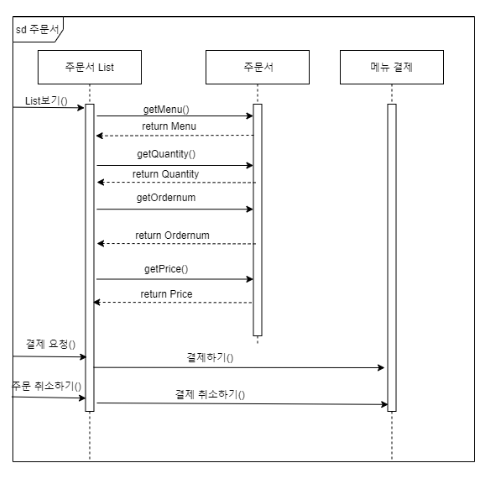 sd 주문서
주문서 List
주문서
메뉴 결제
List보기()
getMenu()
return Menu
getQuantity()
return Quantity
getOrdernum
return Ordernum
getPrice()
return Price
결제 요청()
결제하기()
주문 취소하기()
결제 취소하기()